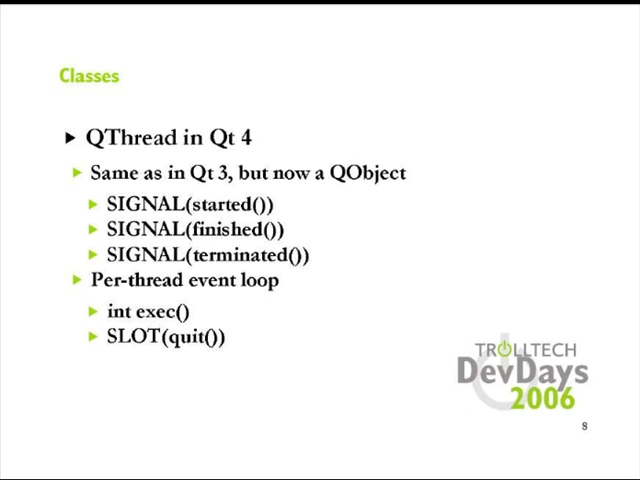 Classes
QThread in Qt 4
Same as in Qt 3, but now a QObject
SIGNAL(started())
SIGNAL(finished())
SIGNAL(terminated())
Per-thread event loop
int exec()
SLOT(quit())
TROLLTECH
DevDays
2006
8